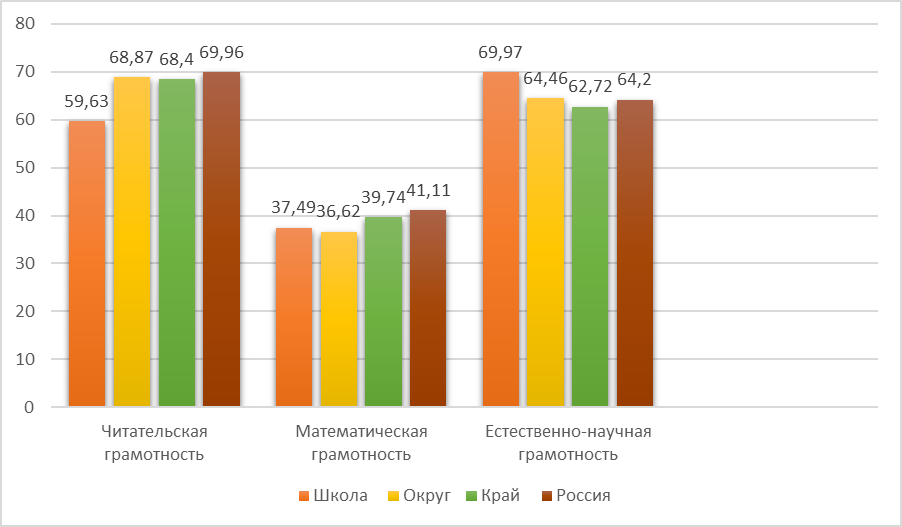 80
70
60
50
40
30
20
10
0
59,63
68,87
68,4
69,96
37,49
36,62
39,74
41,11
69,97
64,46
62,72
64,2
Читательская
грамотность
Математическая
грамотность
Естественно-научная
грамотность
Школа
Округ
Край
Россия